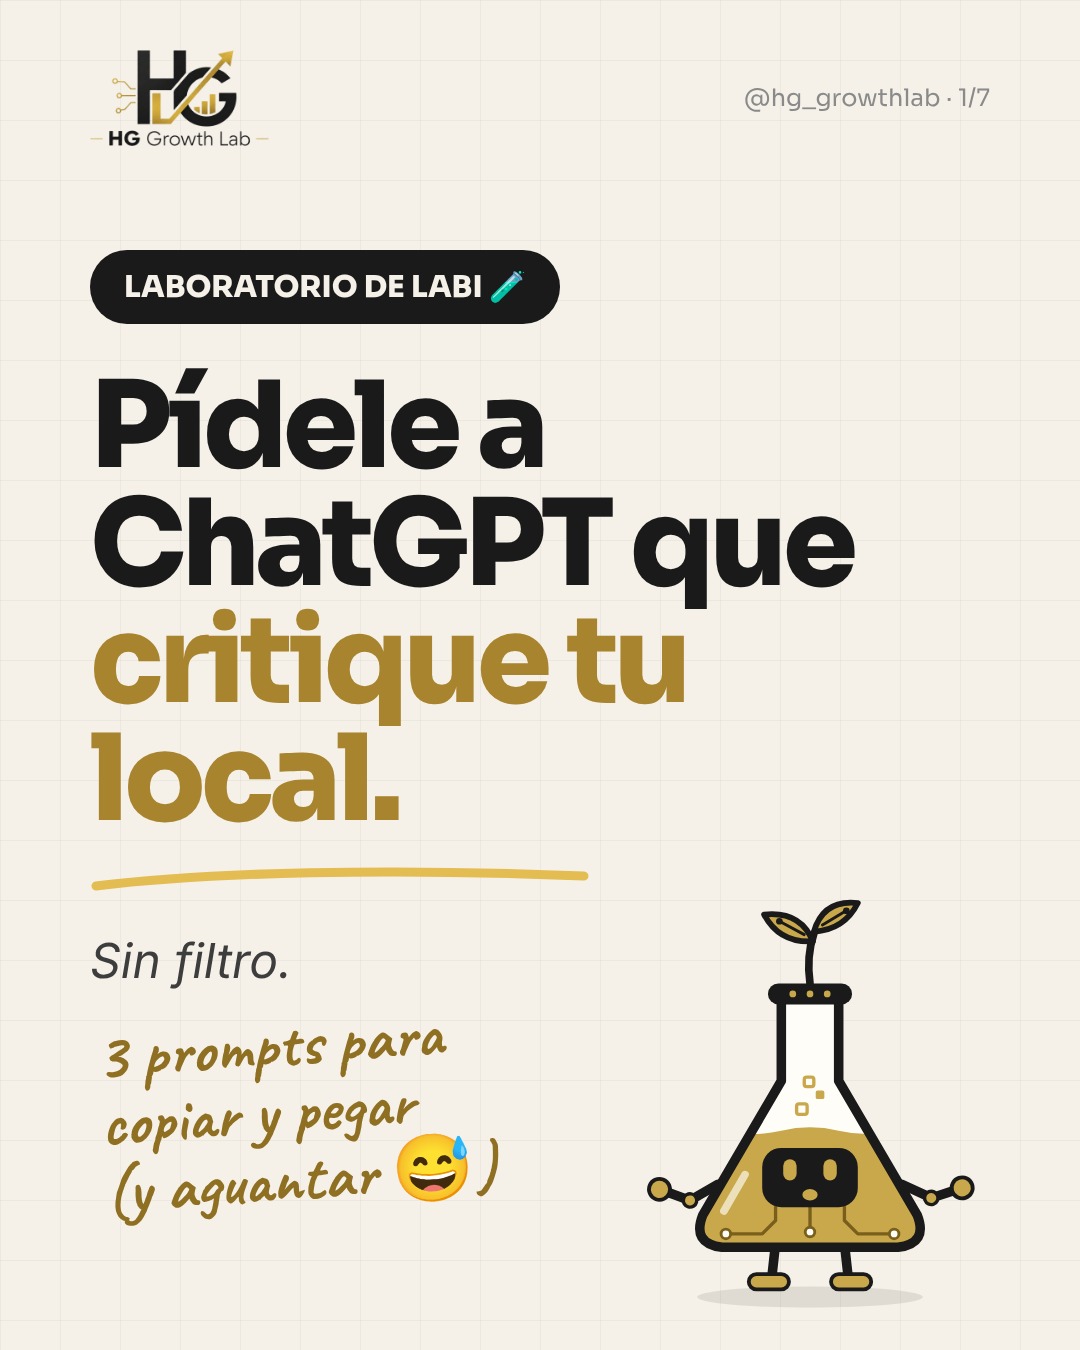 HG
HG Growth Lab
@hg_growthlab · 1/7
LABORATORIO DE LABI 🧪
Pídele a
ChatGPT que
critique tu
local.
Sin filtro.
3 prompts para
copiar y pegar
(y aguantar 😅)